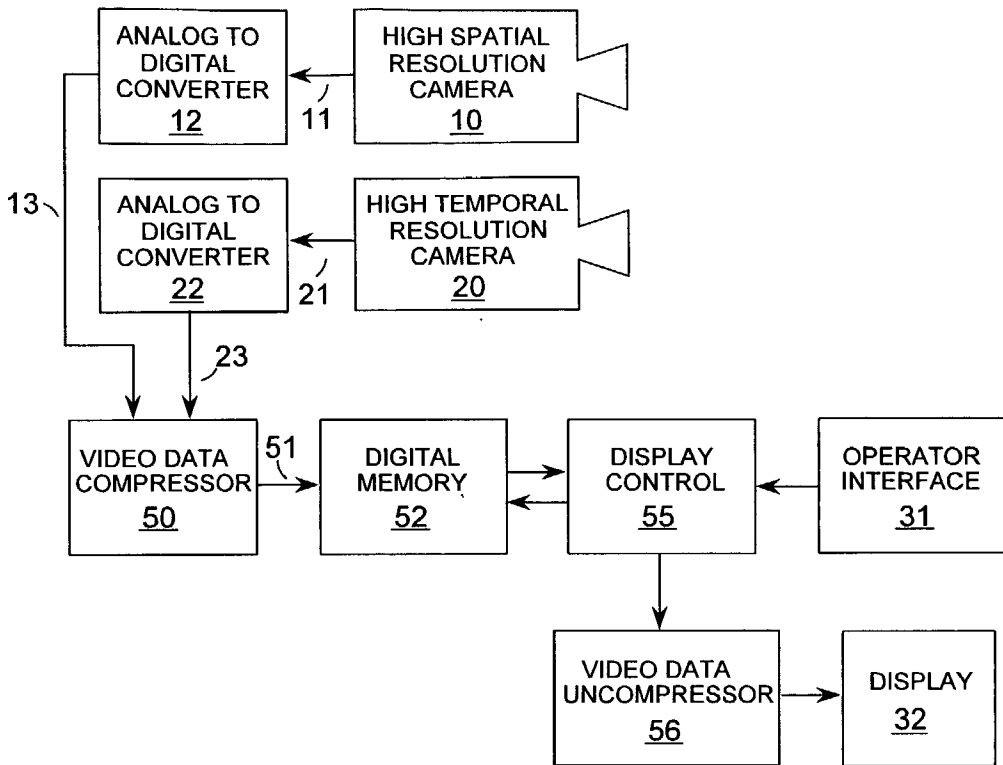 ANALOG TO
DIGITAL
CONVERTER
12
11
HIGH SPATIAL
RESOLUTION
CAMERA
10
13
ANALOG TO
DIGITAL
CONVERTER
22
21
HIGH TEMPORAL
RESOLUTION
CAMERA
20
23
VIDEO DATA
COMPRESSOR
50
51
DIGITAL
MEMORY
52
DISPLAY
CONTROL
55
OPERATOR
INTERFACE
31
VIDEO DATA
UNCOMPRESSOR
56
DISPLAY
32